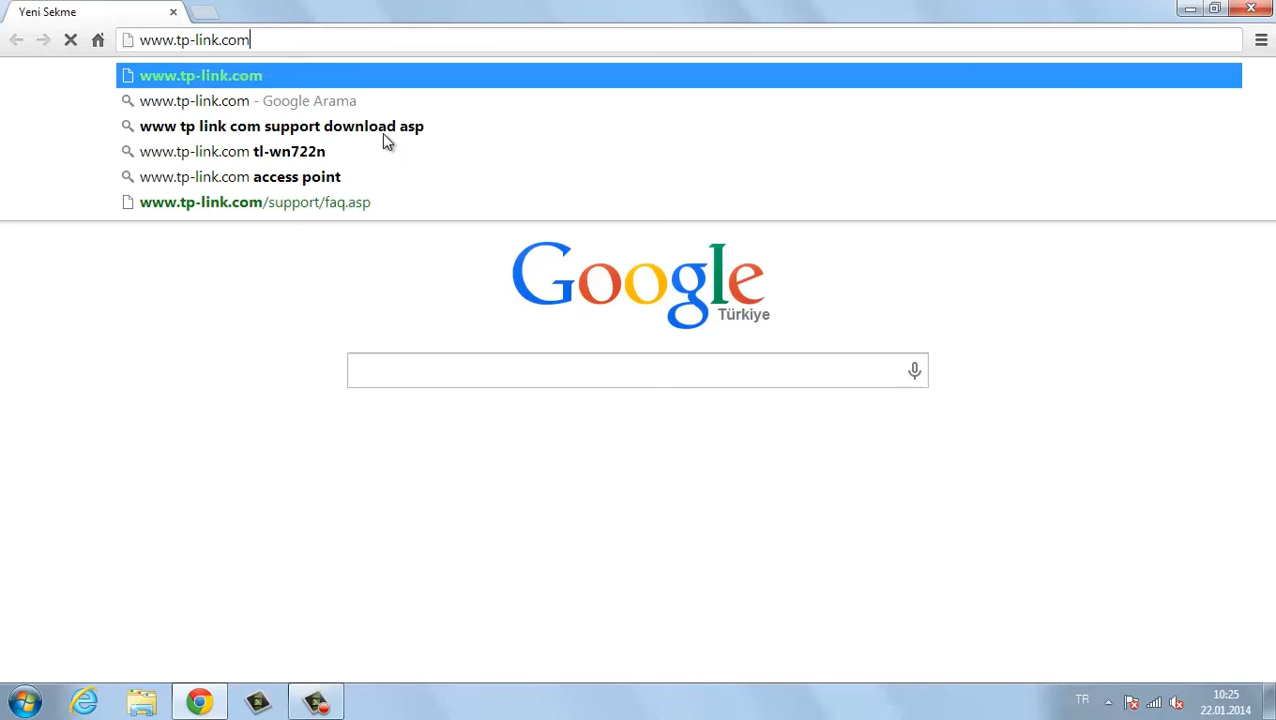 Yeni Sekme
www.tp-link.com
www.tp-link.com
www.tp-link.com - Google Arama
www tp link com support download asp
www.tp-link.com tl-wn722n
www.tp-link.com access point
www.tp-link.com/support/faq.asp
Google
Türkiye
TR
10:25
22.01.2014